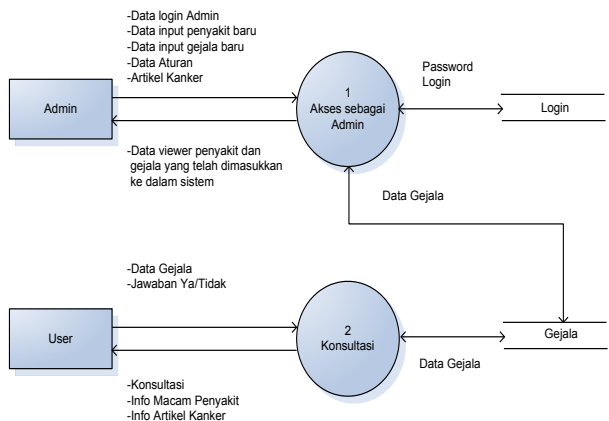 -Data login Admin
-Data input penyakit baru
-Data input gejala baru
-Data Aturan
-Artikel Kanker
Admin
1
Akses sebagai
Admin
Password
Login
Login
-Data viewer penyakit dan
gejala yang telah dimasukkan
ke dalam sistem
Data Gejala
-Data Gejala
-Jawaban Ya/Tidak
User
2
Konsultasi
Gejala
Data Gejala
-Konsultasi
-Info Macam Penyakit
-Info Artikel Kanker